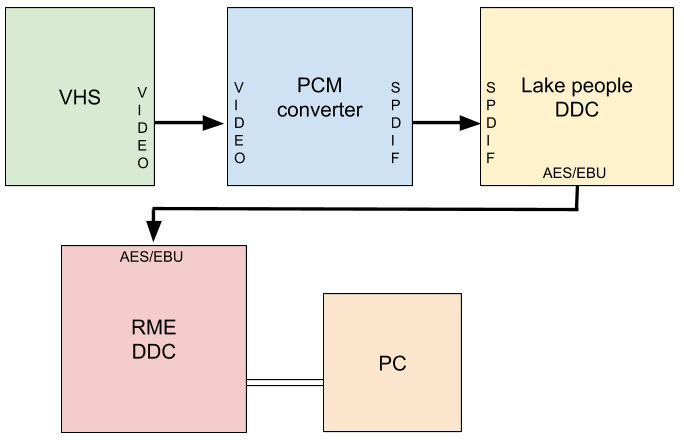 VHS
VIDEO
VIDEO
PCM
converter
SPDIF
SPDIF
Lake people
DDC
AES/EBU
AES/EBU
RME
DDC
PC